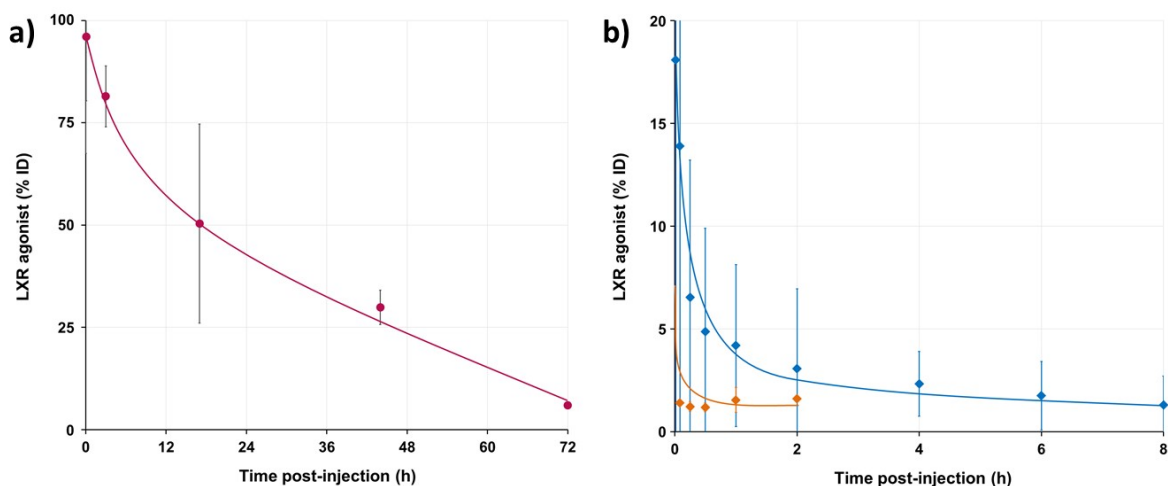 a)
LXR agonist (% ID)
100
75
50
25
0
0 12 24 36 48 60 72
Time post-injection (h)
b)
LXR agonist (% ID)
20
15
10
5
0
0 2 4 6 8
Time post-injection (h)